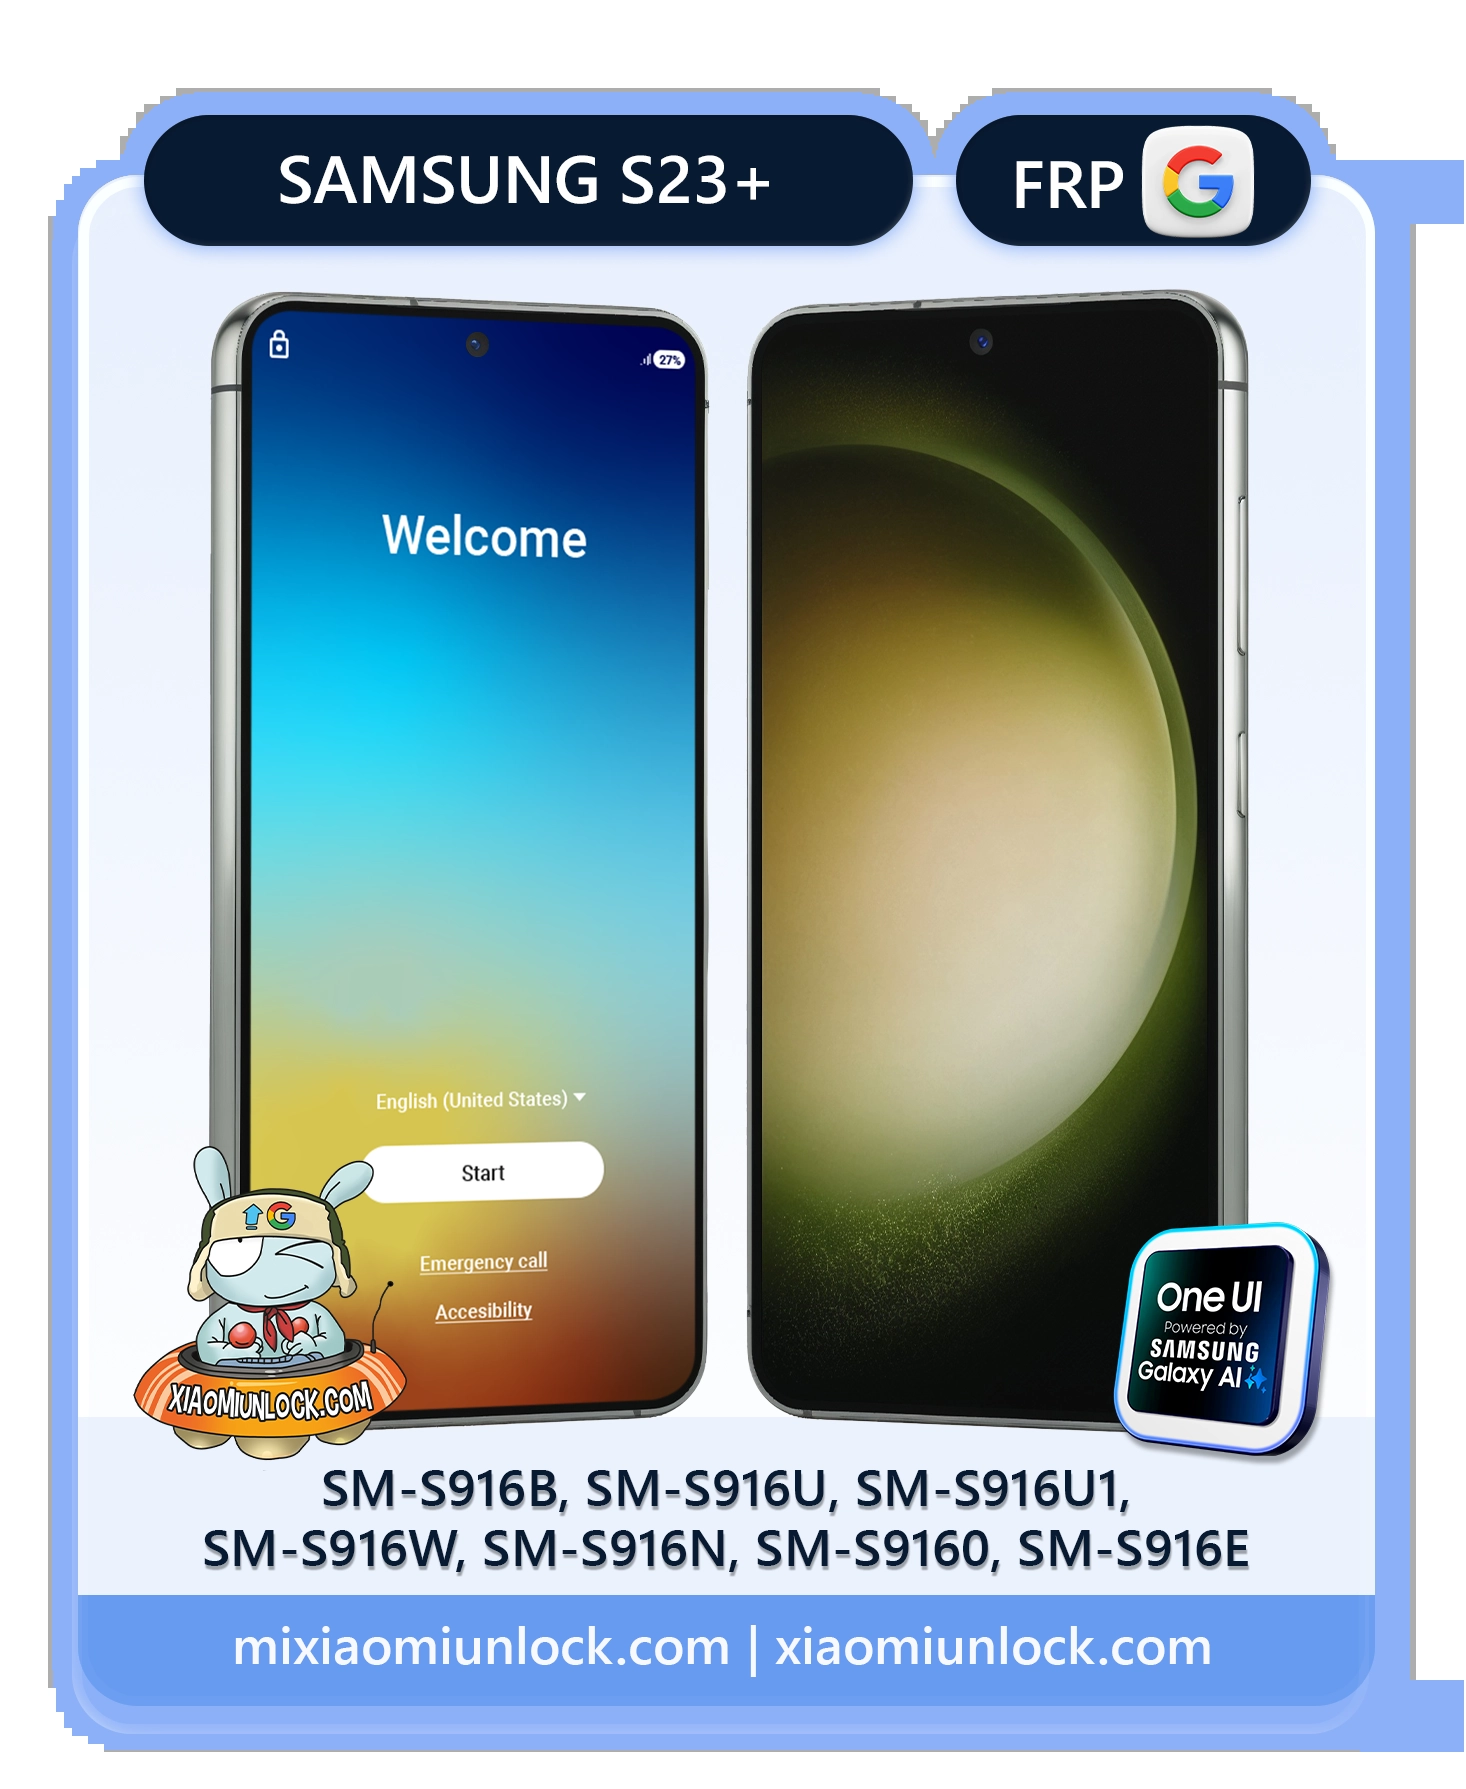 SAMSUNG S23+
FRP
27%
Welcome
English (United States)
Start
Emergency call
Accesibility
G
XIAOMIUNLOCK.COM
One UI
Powered by
SAMSUNG
Galaxy AI
SM-S916B, SM-S916U, SM-S916U1,
SM-S916W, SM-S916N, SM-S9160, SM-S916E
mixiaomiunlock.com | xiaomiunlock.com